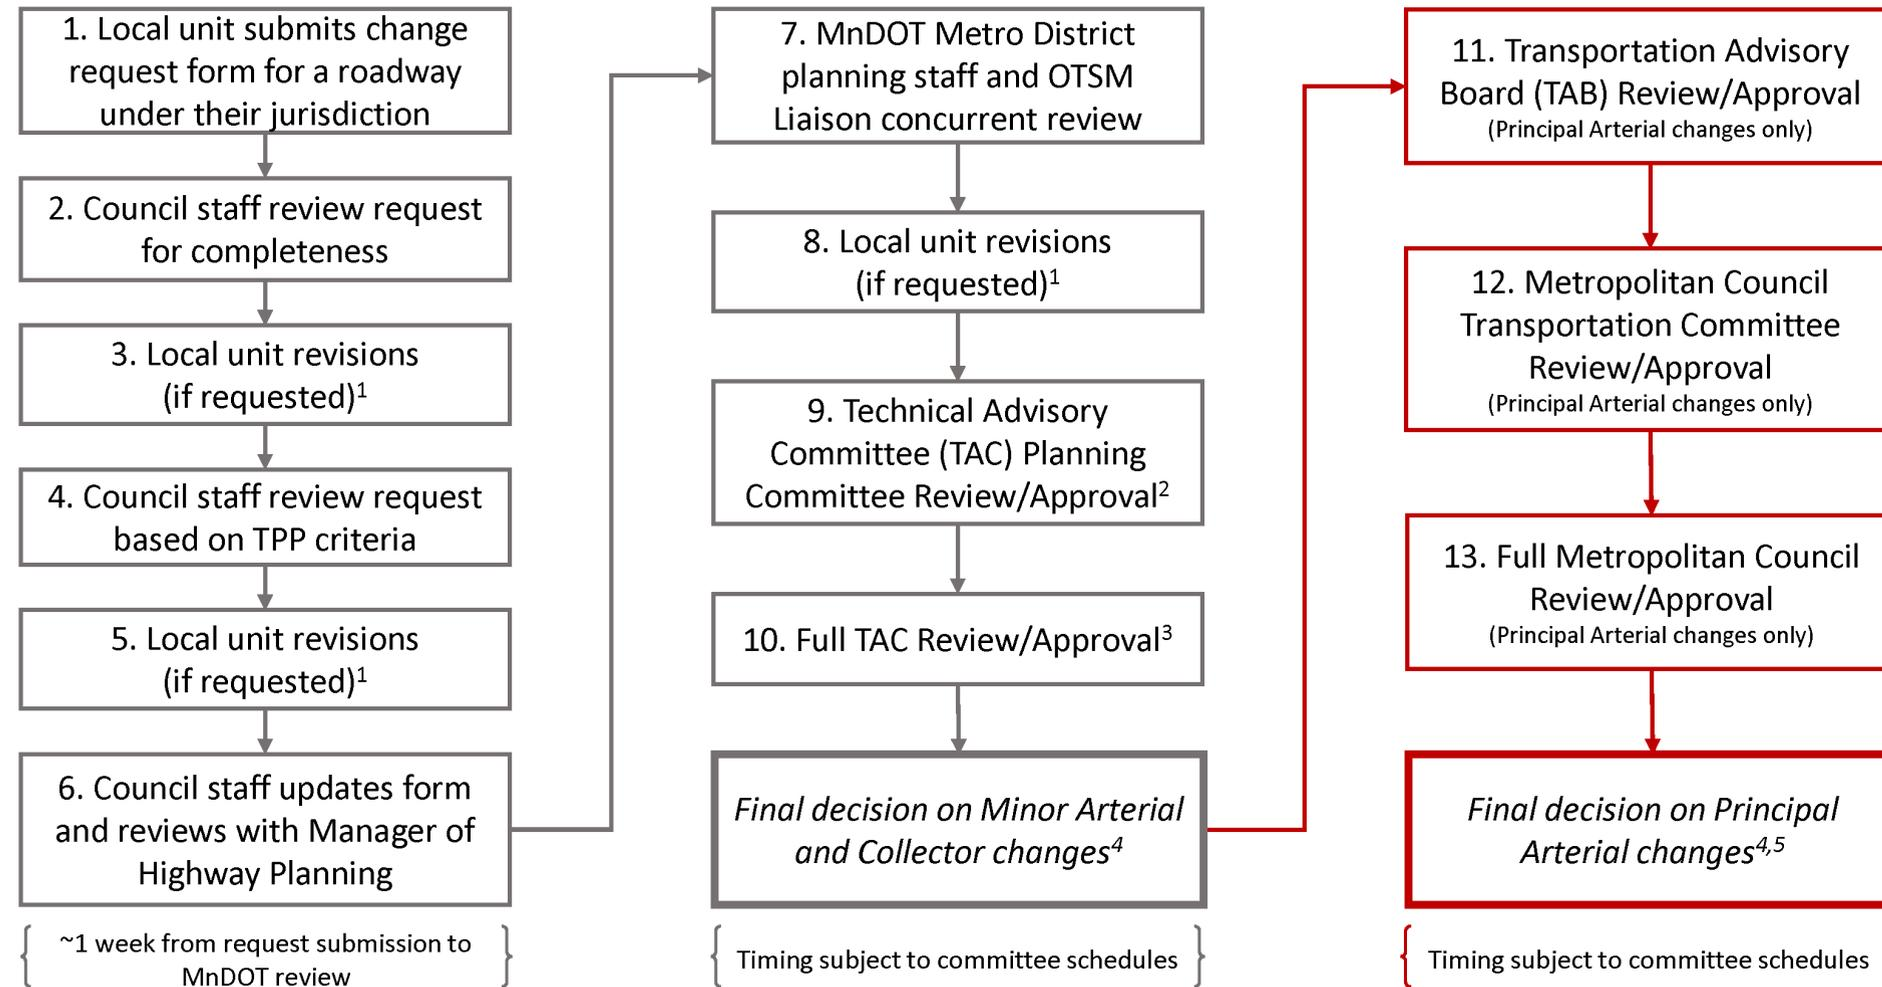 1. Local unit submits change
request form for a roadway
under their jurisdiction
2. Council staff review request
for completeness
3. Local unit revisions
(if requested)¹
4. Council staff review request
based on TPP criteria
5. Local unit revisions
(if requested)¹
6. Council staff updates form
and reviews with Manager of
Highway Planning
~1 week from request submission to
MnDOT review
7. MnDOT Metro District
planning staff and OTSM
Liaison concurrent review
8. Local unit revisions
(if requested)¹
9. Technical Advisory
Committee (TAC) Planning
Committee Review/Approval²
10. Full TAC Review/Approval³
Final decision on Minor Arterial
and Collector changes⁴
Timing subject to committee schedules
11. Transportation Advisory
Board (TAB) Review/Approval
(Principal Arterial changes only)
12. Metropolitan Council
Transportation Committee
Review/Approval
(Principal Arterial changes only)
13. Full Metropolitan Council
Review/Approval
(Principal Arterial changes only)
Final decision on Principal
Arterial changes⁴,⁵
Timing subject to committee schedules